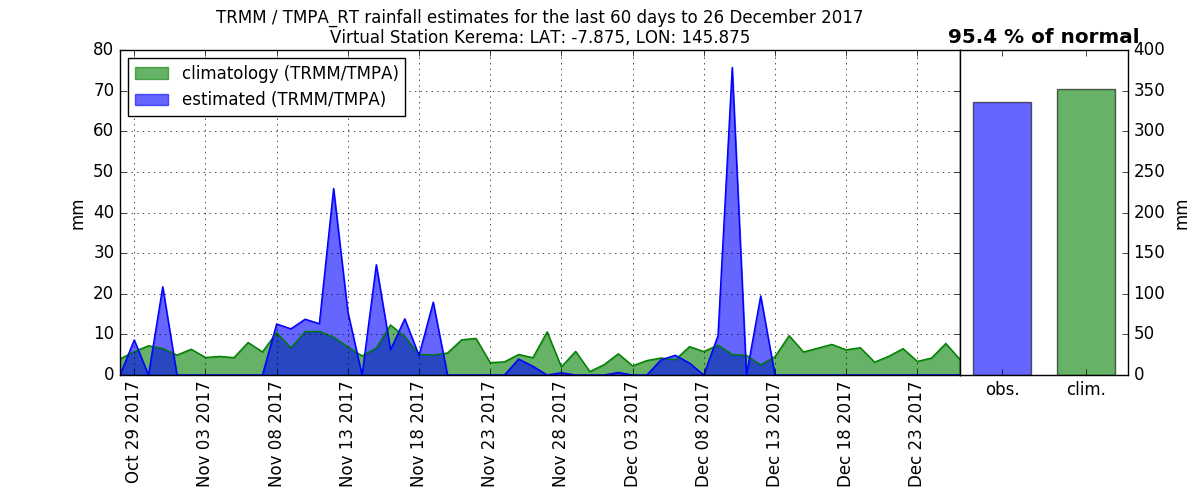 TRMM / TMPA_RT rainfall estimates for the last 60 days to 26 December 2017
Virtual Station Kerema: LAT: -7.875, LON: 145.875
95.4 % of normal
climatology (TRMM/TMPA)
estimated (TRMM/TMPA)
mm
80
70
60
50
40
30
20
10
0
Oct 29 2017
Nov 03 2017
Nov 08 2017
Nov 13 2017
Nov 18 2017
Nov 23 2017
Nov 28 2017
Dec 03 2017
Dec 08 2017
Dec 13 2017
Dec 18 2017
Dec 23 2017
obs.
clim.
400
350
300
250
200
150
100
50
0
mm